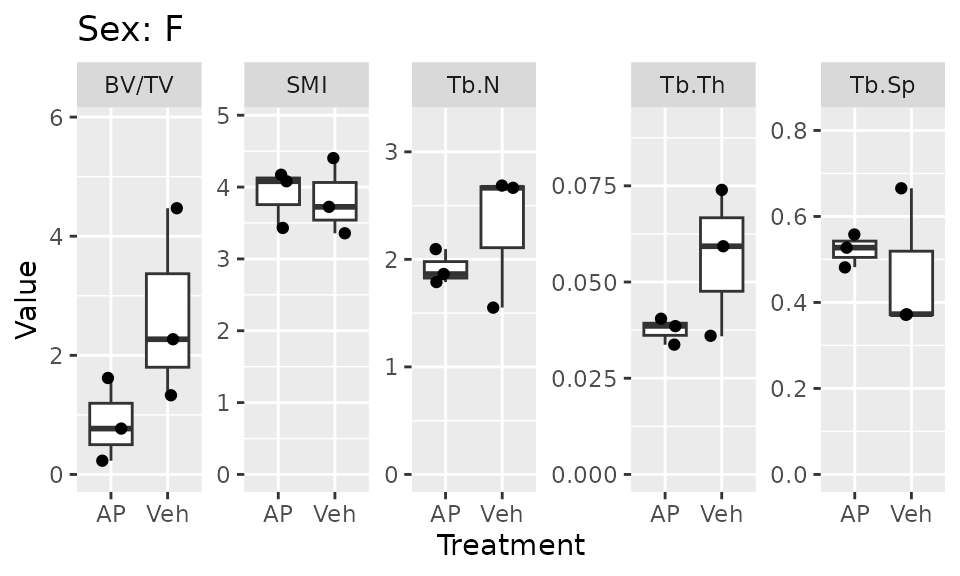 Sex: F
BV/TV SMI Tb.N Tb.Th Tb.Sp
6 5 3 0.075 0.8
4 4 2 0.050 0.6
2 3 1 0.025 0.4
0 2 0 0.000 0.2
1 0.0
0
AP Veh AP Veh AP Veh AP Veh AP Veh
Value
Treatment